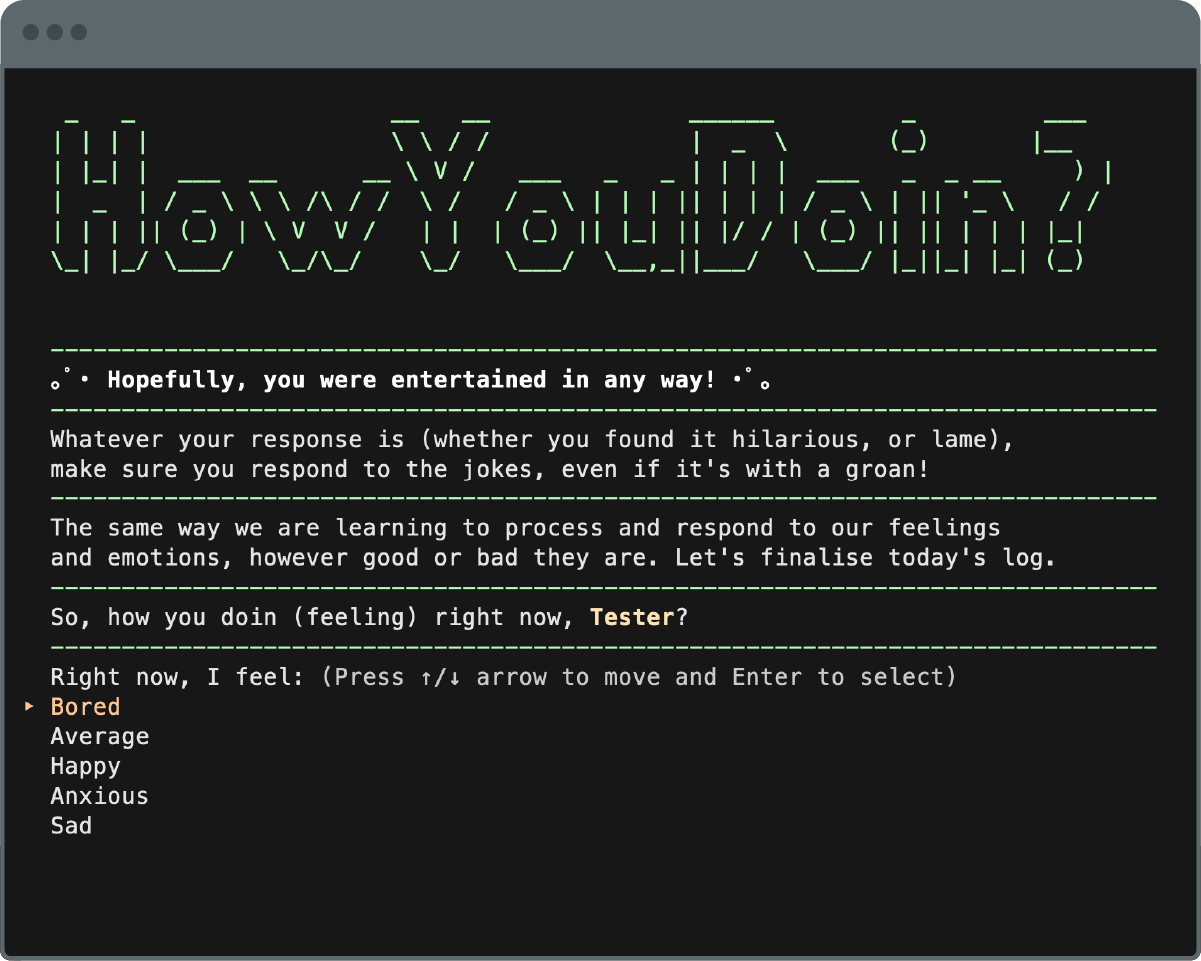 HowYouDoin?
｡ﾟ･ Hopefully, you were entertained in any way! ･ﾟ｡
Whatever your response is (whether you found it hilarious, or lame),
make sure you respond to the jokes, even if it's with a groan!
The same way we are learning to process and respond to our feelings
and emotions, however good or bad they are. Let's finalise today's log.
So, how you doin (feeling) right now, Tester?
Right now, I feel: (Press ↑/↓ arrow to move and Enter to select)
▸ Bored
Average
Happy
Anxious
Sad